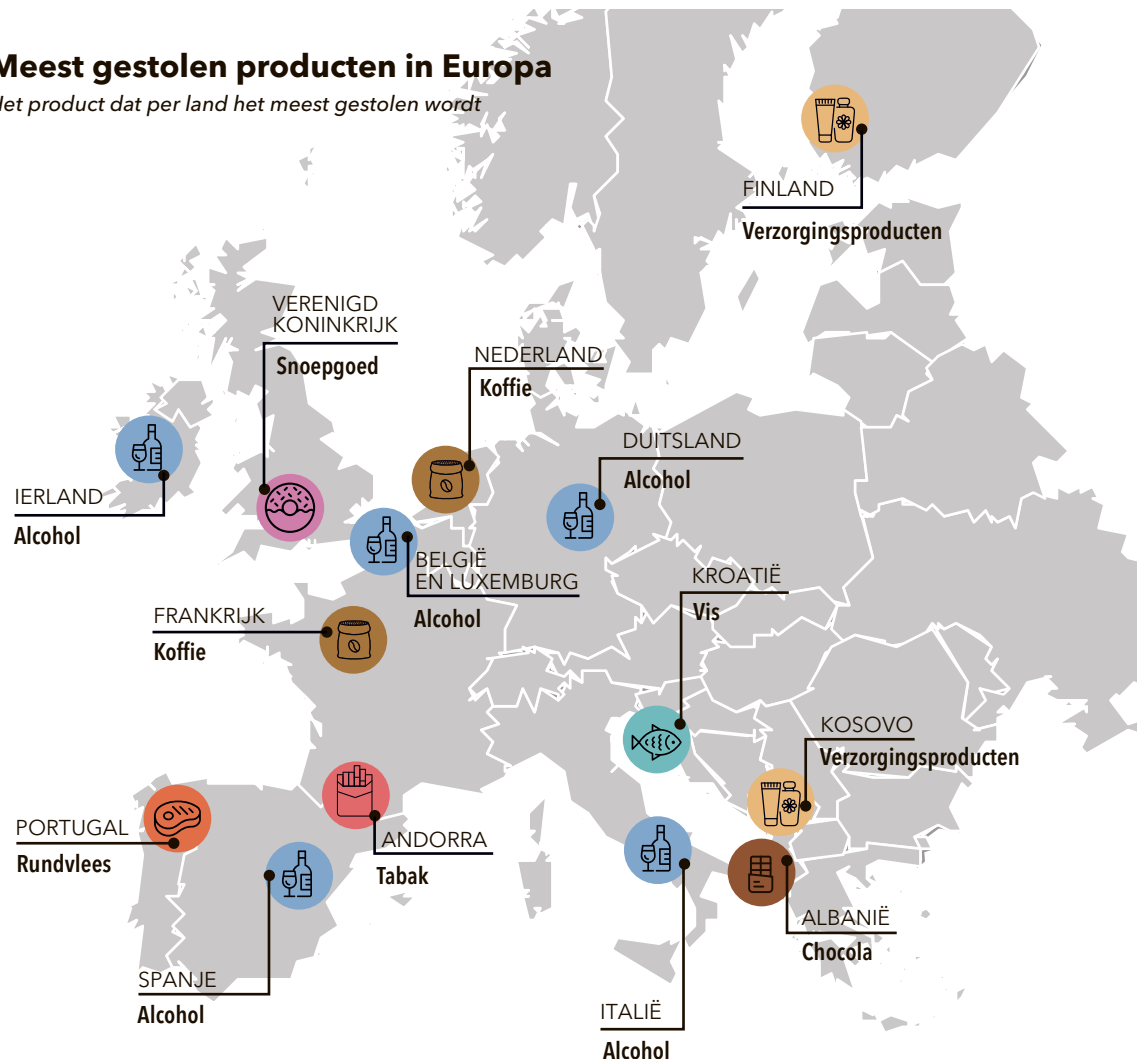 Meest gestolen producten in Europa
Het product dat per land het meest gestolen wordt
FINLAND
Verzorgingsproducten
VERENIGD
KONINKRIJK
Snoepgoed
NEDERLAND
Koffie
DUITSLAND
Alcohol
IERLAND
Alcohol
BELGIË
EN LUXEMBURG
Alcohol
KROATIË
Vis
FRANKRIJK
Koffie
KOSOVO
Verzorgingsproducten
PORTUGAL
Rundvlees
ANDORRA
Tabak
ALBANIË
Chocola
SPANJE
Alcohol
ITALIË
Alcohol